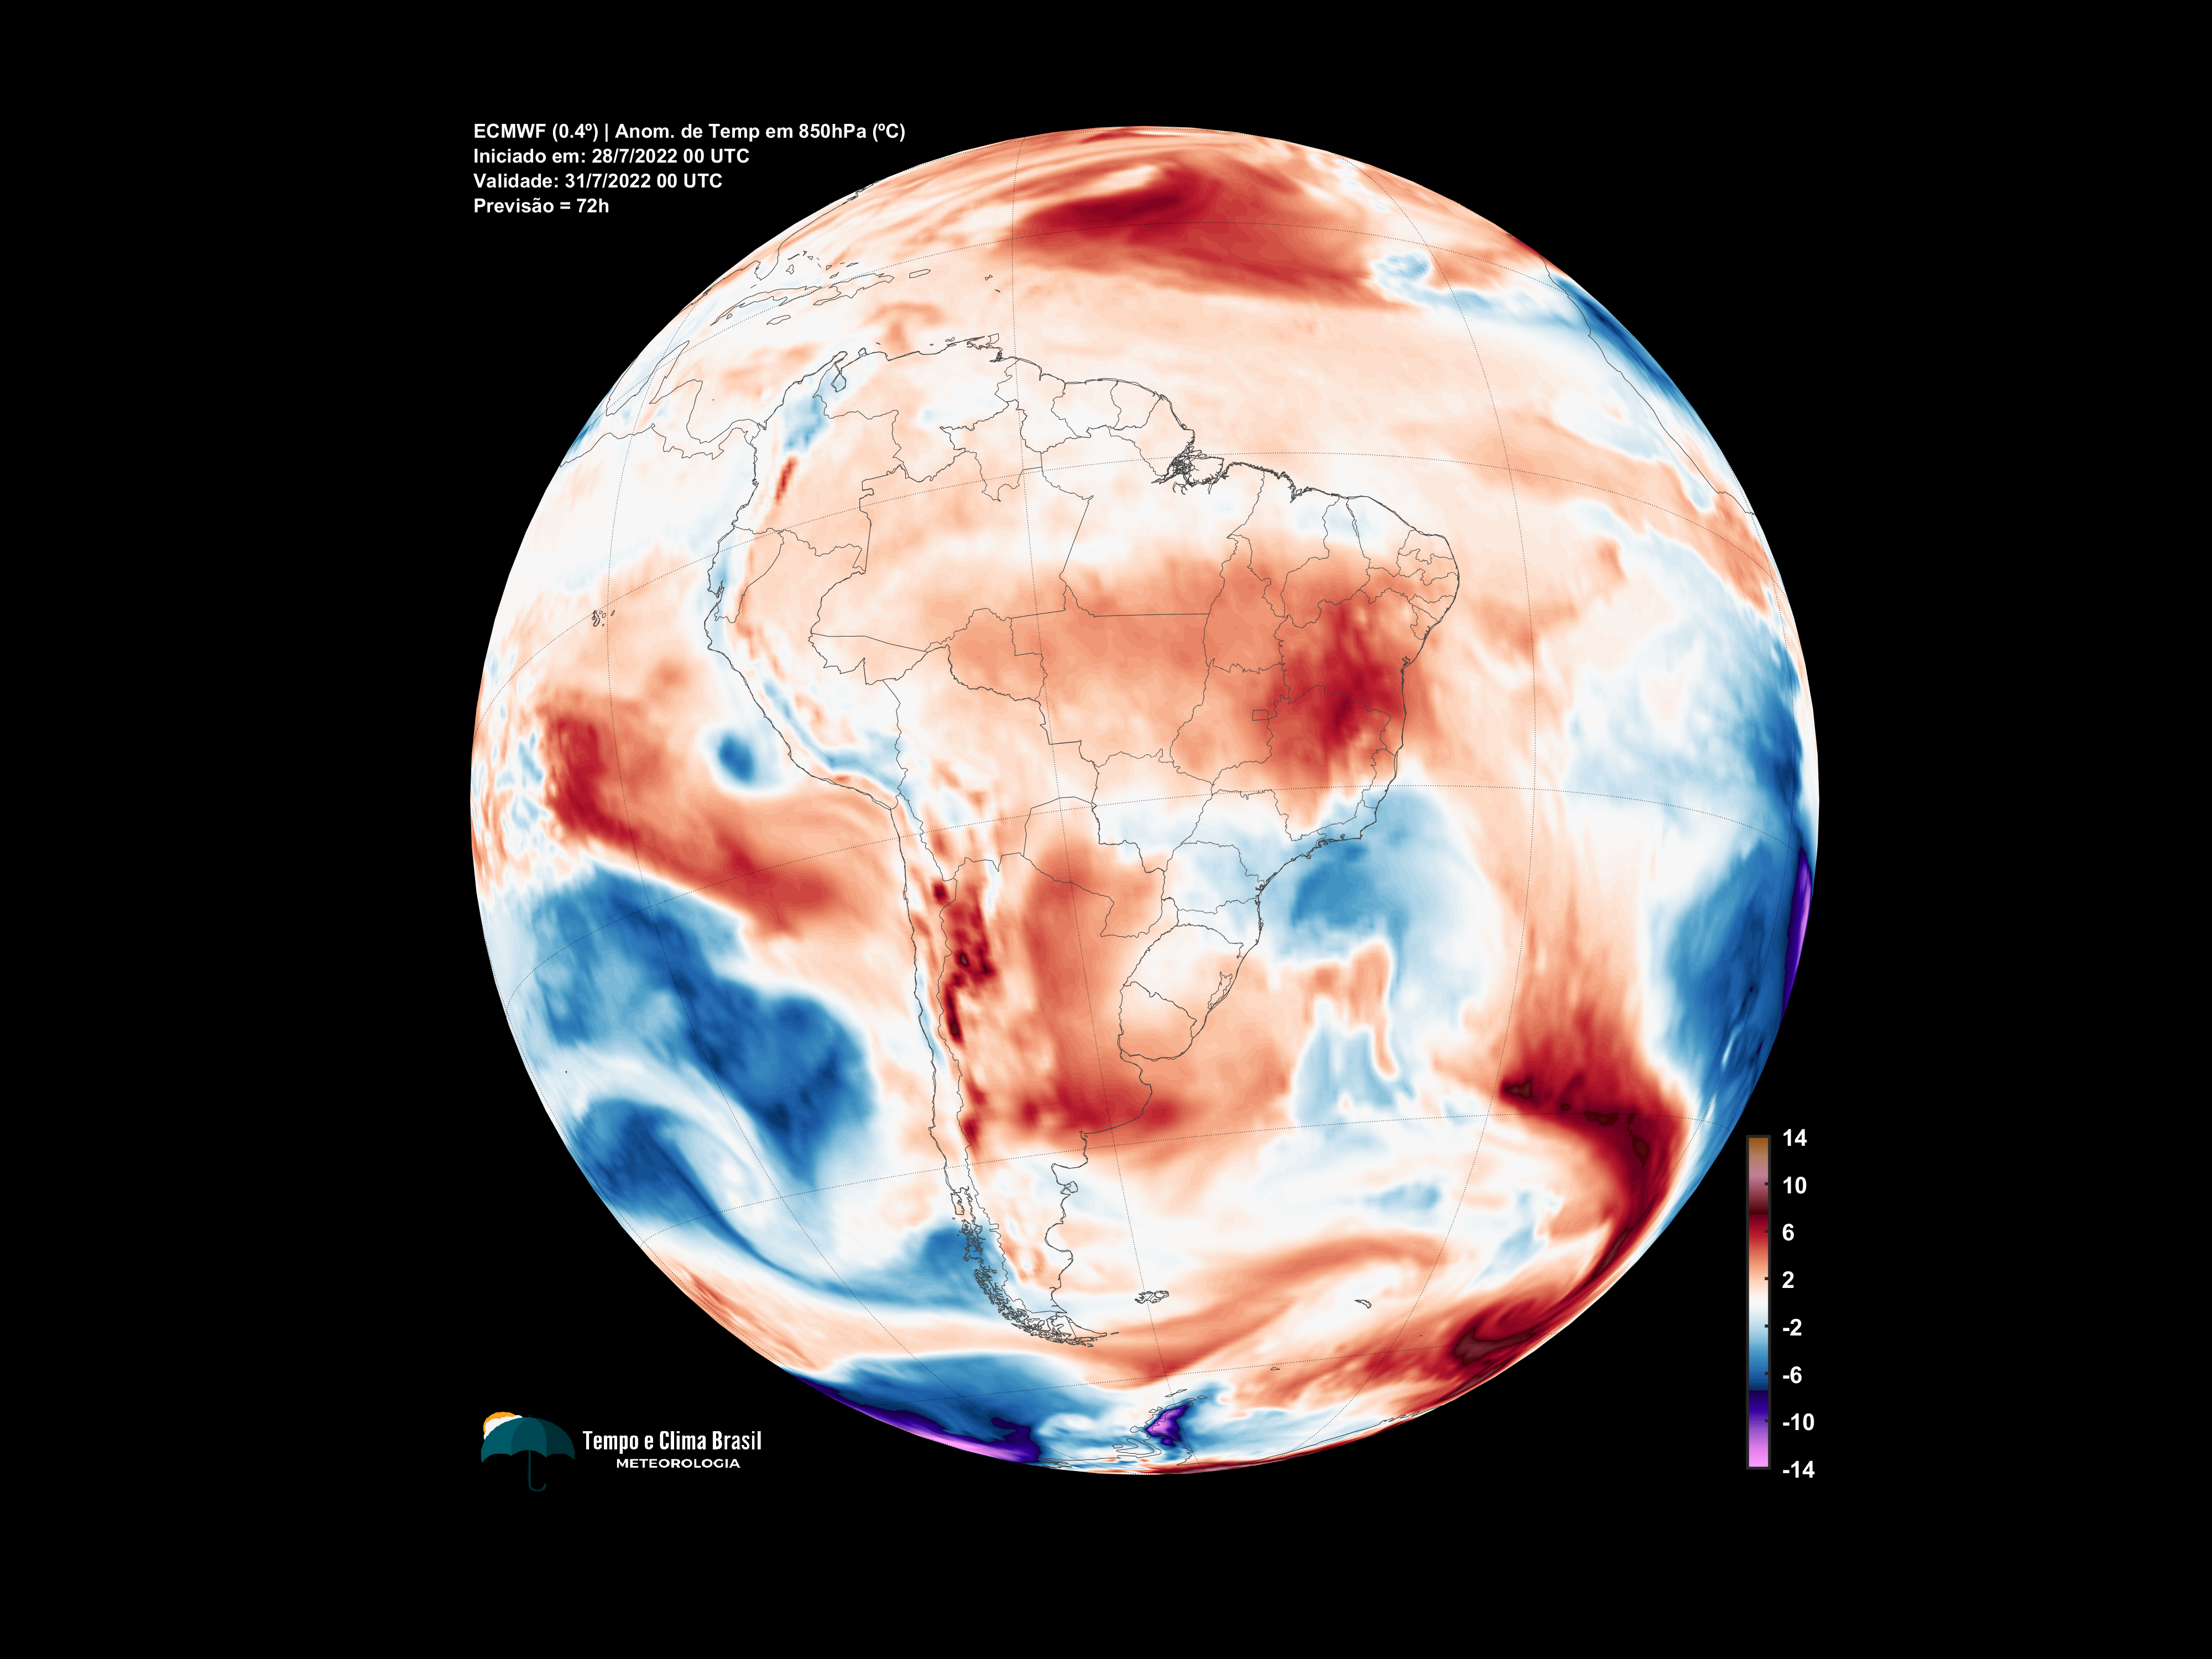 ECMWF (0.4º) | Anom. de Temp em 850hPa (ºC)
Iniciado em: 28/7/2022 00 UTC
Validade: 31/7/2022 00 UTC
Previsão = 72h
14
10
6
2
-2
-6
-10
-14
Tempo e Clima Brasil
METEOROLOGIA